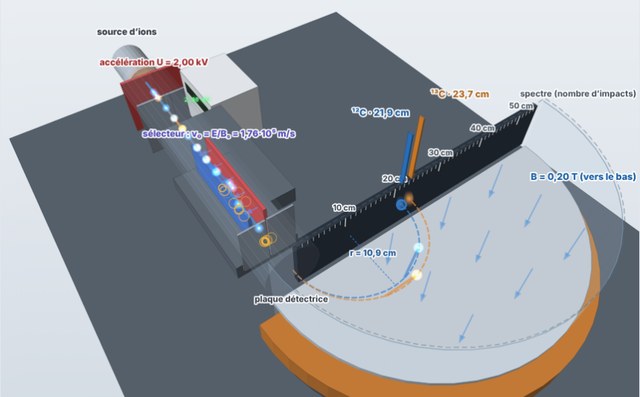 source d'ions
accélération U = 2,00 kV
sélecteur : v₀ = E/Bₛ = 1,76·10⁵ m/s
¹³C · 23,7 cm
¹²C · 21,9 cm
spectre (nombre d'impacts)
50 cm
40 cm
30 cm
20 cm
10 cm
B = 0,20 T (vers le bas)
r = 10,9 cm
plaque détectrice